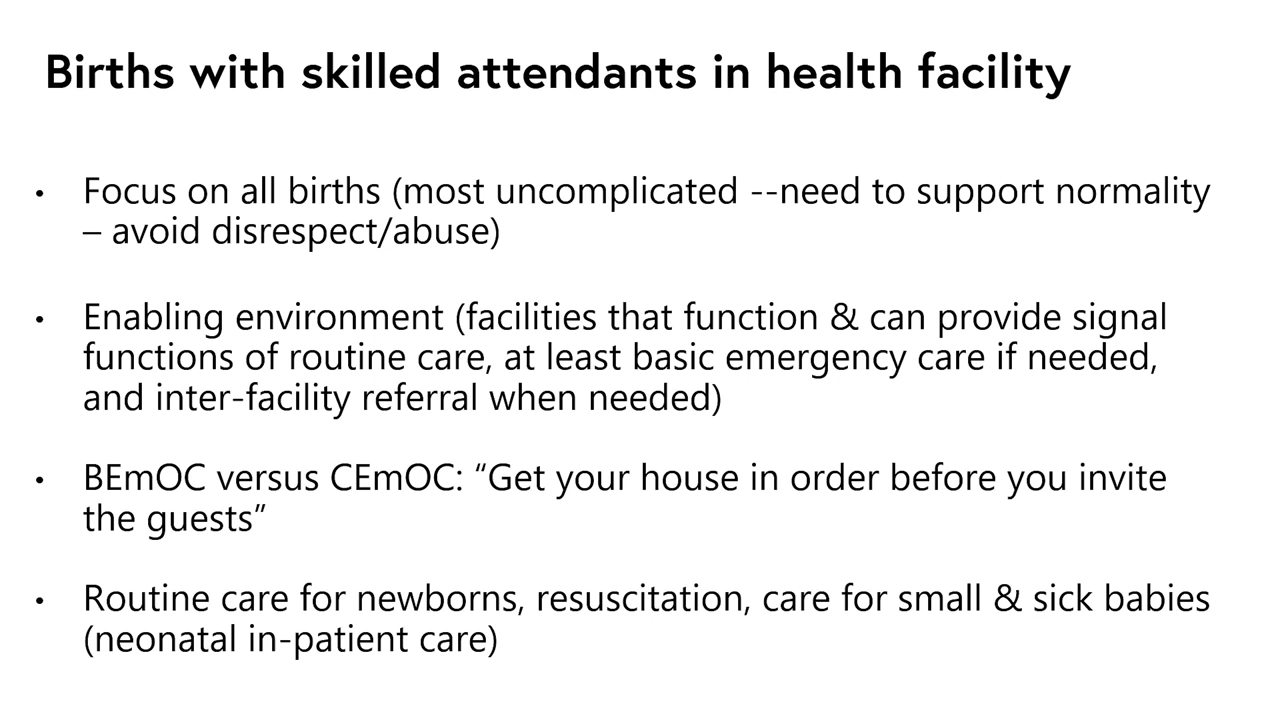 Births with skilled attendants in health facility
• Focus on all births (most uncomplicated --need to support normality
– avoid disrespect/abuse)
• Enabling environment (facilities that function & can provide signal
functions of routine care, at least basic emergency care if needed,
and inter-facility referral when needed)
• BEmOC versus CEmOC: “Get your house in order before you invite
the guests”
• Routine care for newborns, resuscitation, care for small & sick babies
(neonatal in-patient care)